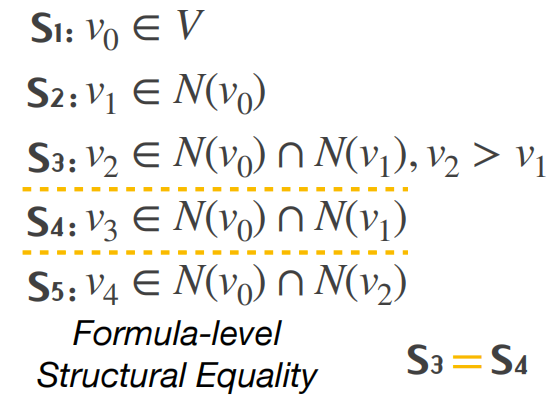 S1: v₀ ∈ V
S2: v₁ ∈ N(v₀)
S3: v₂ ∈ N(v₀) ∩ N(v₁), v₂ > v₁
S4: v₃ ∈ N(v₀) ∩ N(v₁)
S5: v₄ ∈ N(v₀) ∩ N(v₂)
Formula-level
Structural Equality
S3 = S4